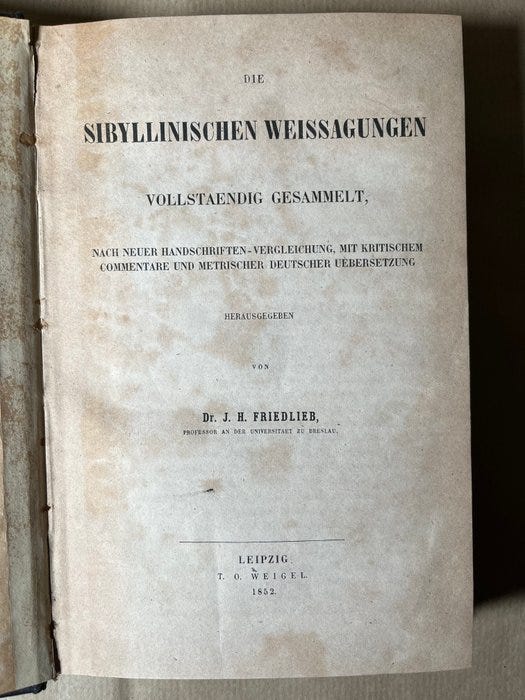 DIE
SIBYLLINISCHEN WEISSAGUNGEN
VOLLSTAENDIG GESAMMELT,
NACH NEUER HANDSCHRIFTEN-VERGLEICHUNG, MIT KRITISCHEM
COMMENTARE UND METRISCHER DEUTSCHER UEBERSETZUNG
HERAUSGEGEBEN
VON
Dr. J. H. FRIEDLIEB,
PROFESSOR AN DER UNIVERSITAET ZU BRESLAU,
LEIPZIG
T. O. WEIGEL.
1852.